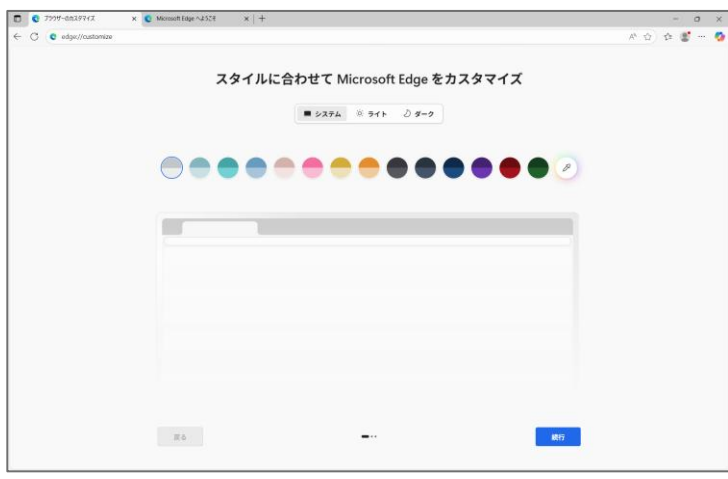 ブラウザーのカスタマイズ
Microsoft Edge へようこそ
edge://customize
スタイルに合わせて Microsoft Edge をカスタマイズ
システム ライト ダーク
戻る 続行